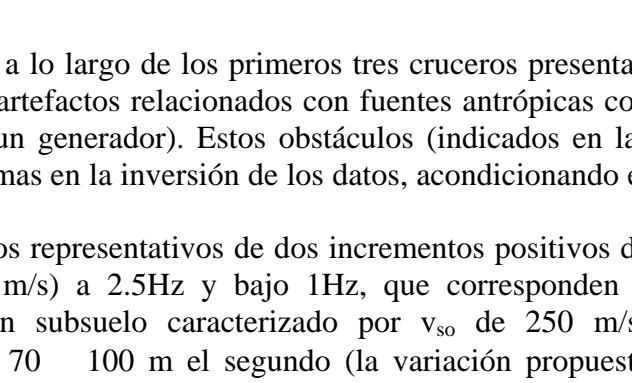 a lo largo de los primeros tres cruceros presenta
artefactos relacionados con fuentes antrópicas co
un generador). Estos obstáculos (indicados en la
mas en la inversión de los datos, acondicionando e
os representativos de dos incrementos positivos d
m/s) a 2.5Hz y bajo 1Hz, que corresponden
n subsuelo caracterizado por vso de 250 m/s
70 100 m el segundo (la variación propuest